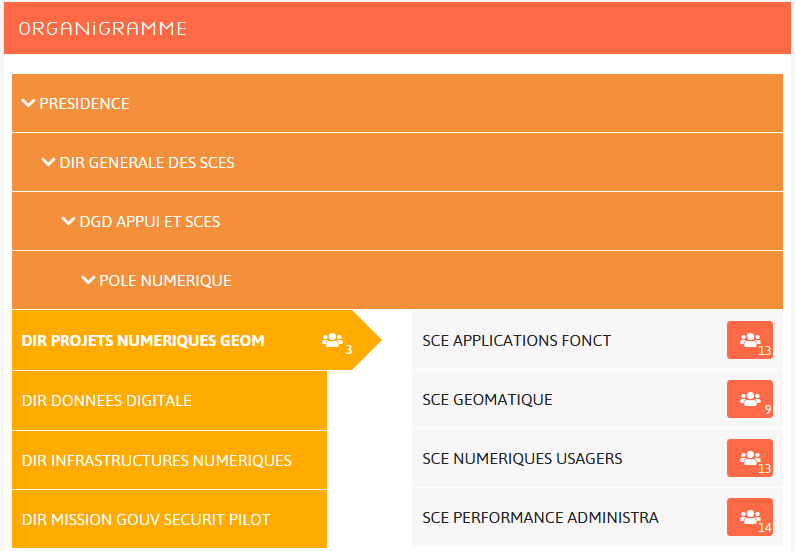 ORGANiGRAMME
PRESIDENCE
DIR GENERALE DES SCES
DGD APPUI ET SCES
POLE NUMERIQUE
DIR PROJETS NUMERIQUES GEOM 3
DIR DONNEES DIGITALE
DIR INFRASTRUCTURES NUMERIQUES
DIR MISSION GOUV SECURIT PILOT
SCE APPLICATIONS FONCT 13
SCE GEOMATIQUE 9
SCE NUMERIQUES USAGERS 13
SCE PERFORMANCE ADMINISTRA 14